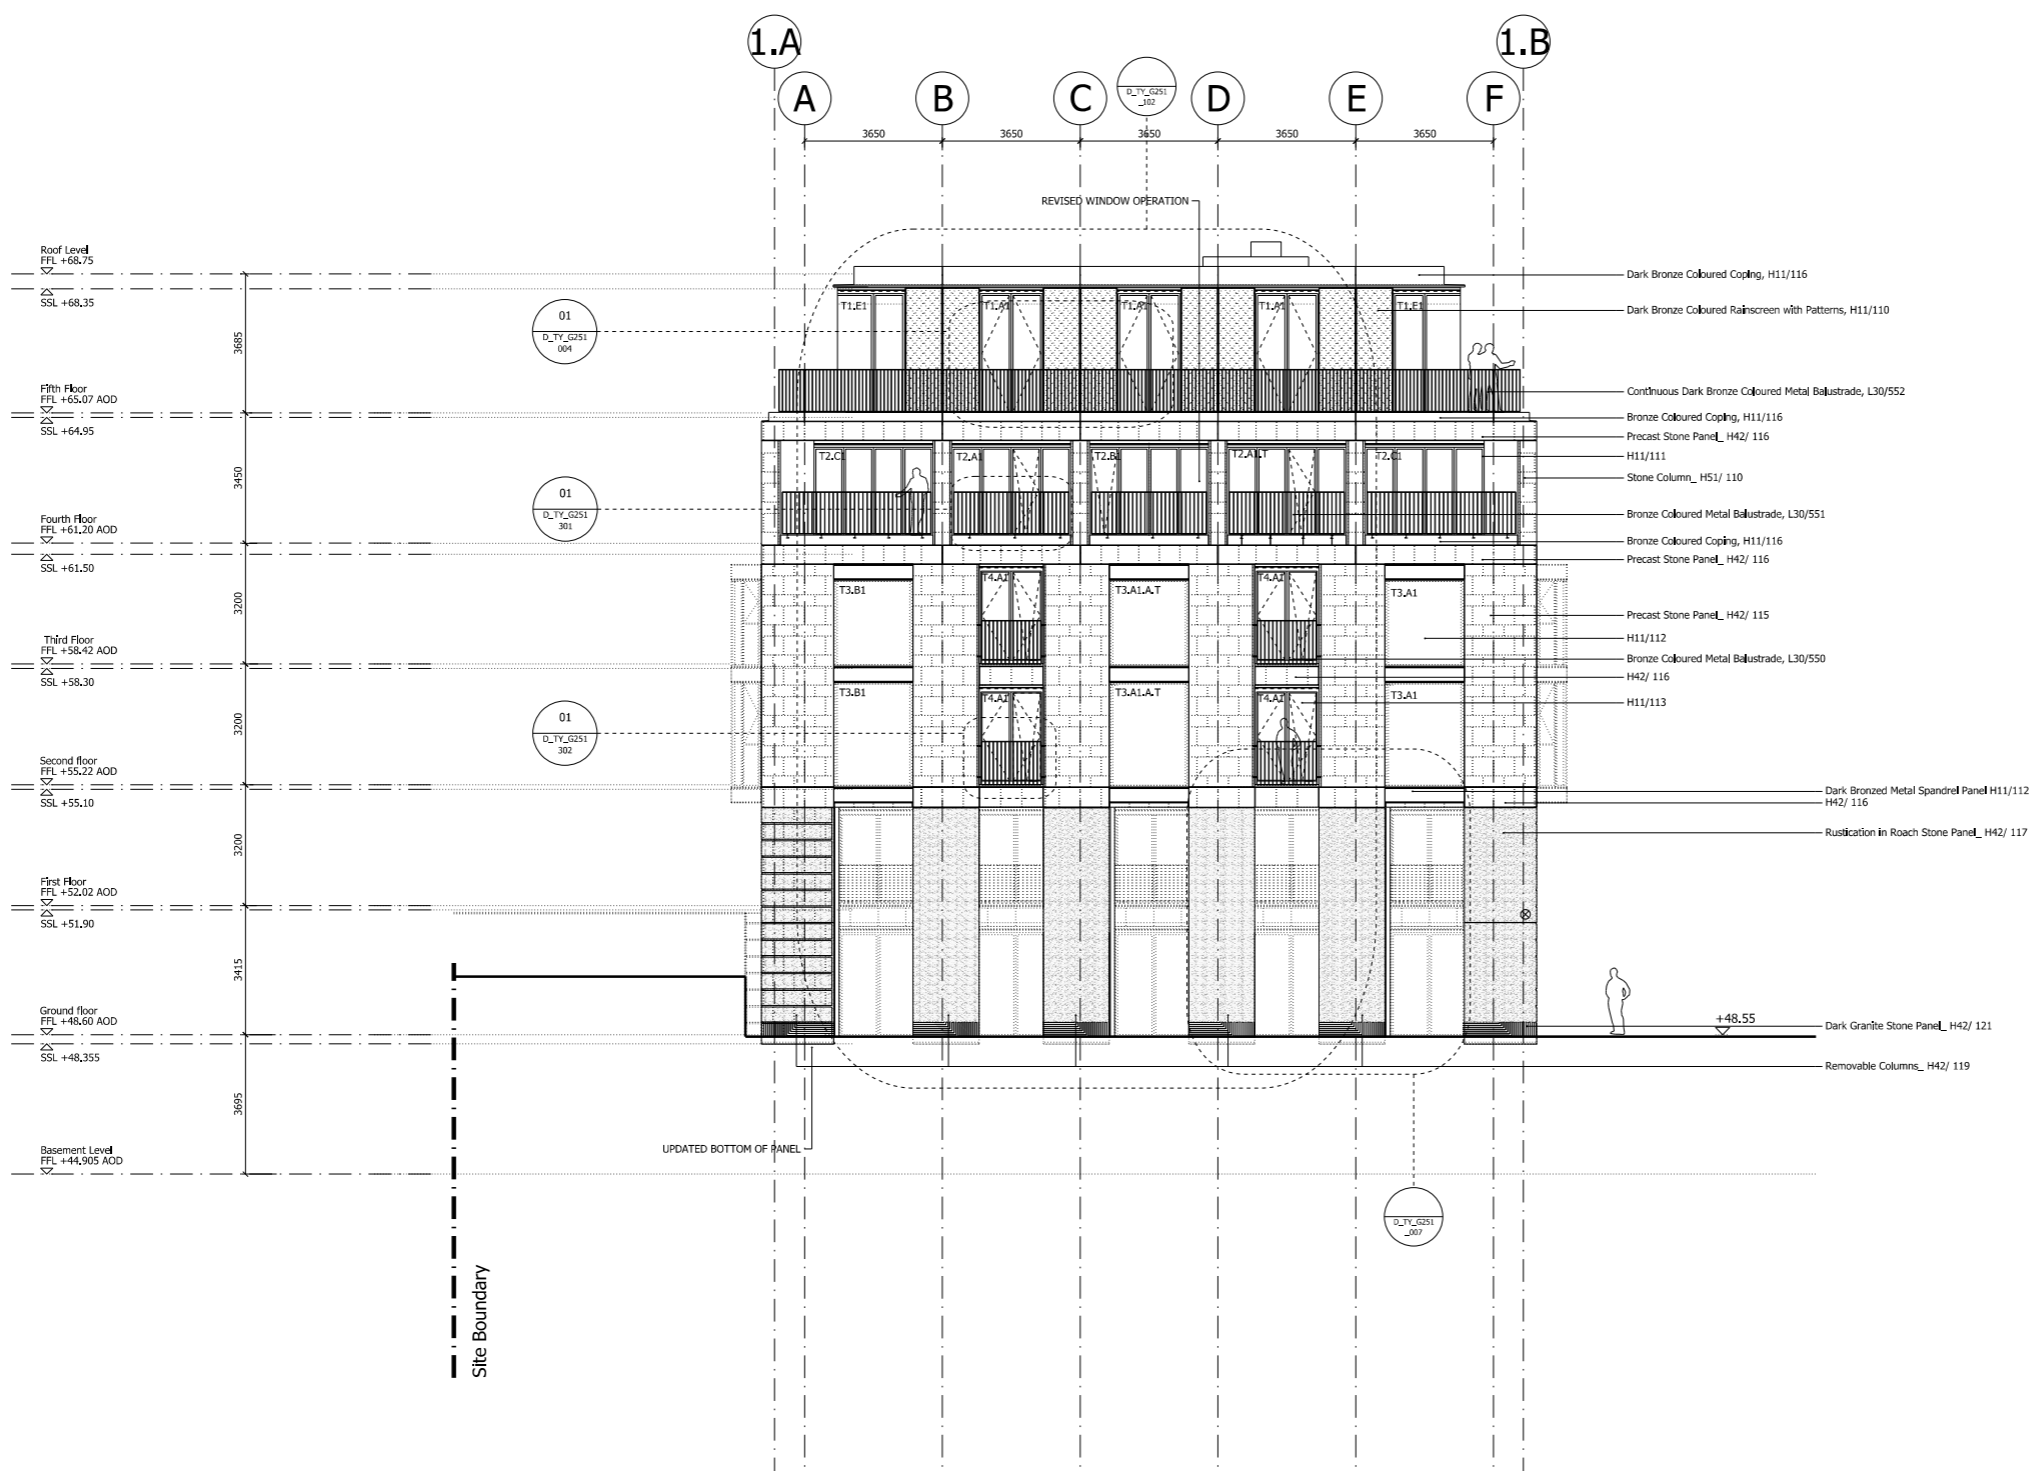 1.A
1.B
A
B
C
D
E
F
D_TY_G251
_102
3650
3650
3650
3650
3650
REVISED WINDOW OPERATION
Roof Level
FFL +68.75
SSL +68.35
3685
Fifth Floor
FFL +65.07 AOD
SSL +64.95
3450
Fourth Floor
FFL +61.20 AOD
SSL +61.50
3200
Third Floor
FFL +58.42 AOD
SSL +58.30
3200
Second floor
FFL +55.22 AOD
SSL +55.10
3200
First Floor
FFL +52.02 AOD
SSL +51.90
3415
Ground floor
FFL +48.60 AOD
SSL +48.355
3695
Basement Level
FFL +44.905 AOD
01
D_TY_G251
004
01
D_TY_G251
301
01
D_TY_G251
302
T1.E1
T1.A1
T1.A1
T1.A1
T1.E1
T2.C1
T2.A1
T2.B1
T2.A1.T
T2.C1
T3.B1
T4.A1
T3.A1.A.T
T4.A1
T3.A1
T3.B1
T4.A1
T3.A1.A.T
T4.A1
T3.A1
Dark Bronze Coloured Coping, H11/116
Dark Bronze Coloured Rainscreen with Patterns, H11/110
Continuous Dark Bronze Coloured Metal Balustrade, L30/552
Bronze Coloured Coping, H11/116
Precast Stone Panel_ H42/ 116
H11/111
Stone Column_ H51/ 110
Bronze Coloured Metal Balustrade, L30/551
Bronze Coloured Coping, H11/116
Precast Stone Panel_ H42/ 116
Precast Stone Panel_ H42/ 115
H11/112
Bronze Coloured Metal Balustrade, L30/550
H42/ 116
H11/113
Dark Bronzed Metal Spandrel Panel H11/112
H42/ 116
Rustication in Roach Stone Panel_ H42/ 117
+48.55
Dark Granite Stone Panel_ H42/ 121
Removable Columns_ H42/ 119
UPDATED BOTTOM OF PANEL
D_TY_G251
_007
Site Boundary